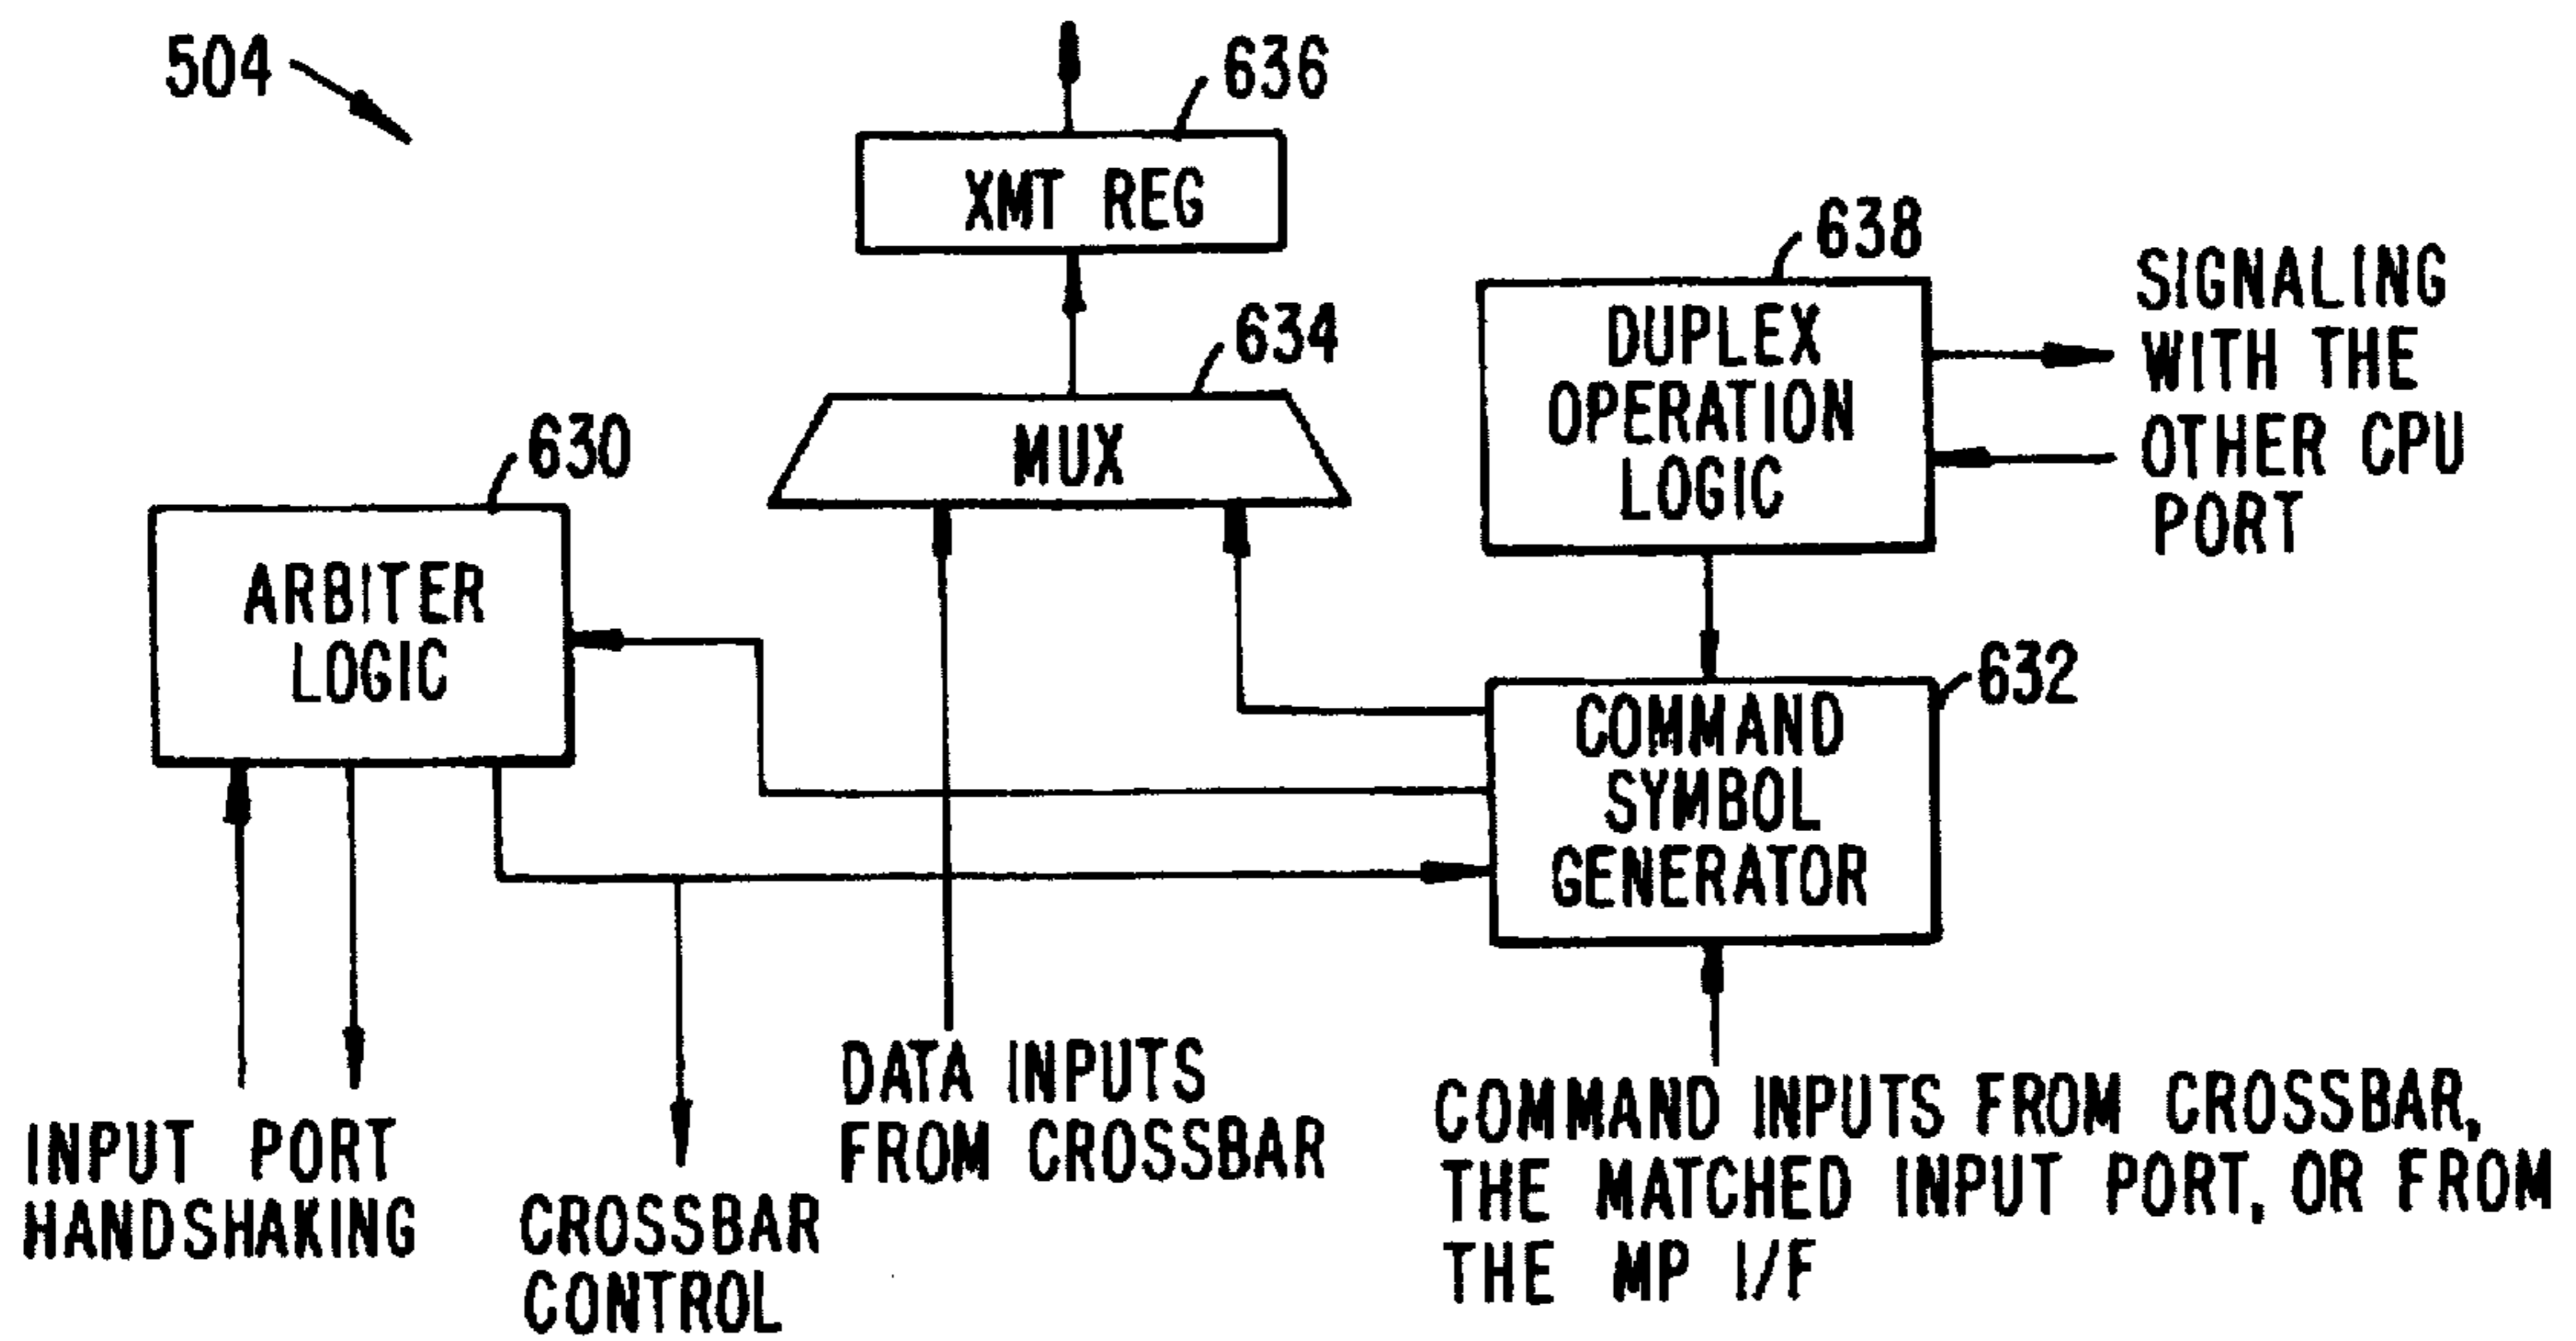 504
636
XMT REG
638
DUPLEX
OPERATION
LOGIC
SIGNALING
WITH THE
OTHER CPU
PORT
634
MUX
630
ARBITER
LOGIC
632
COMMAND
SYMBOL
GENERATOR
INPUT PORT
HANDSHAKING
CROSSBAR
CONTROL
DATA INPUTS
FROM CROSSBAR
COMMAND INPUTS FROM CROSSBAR,
THE MATCHED INPUT PORT, OR FROM
THE MP I/F